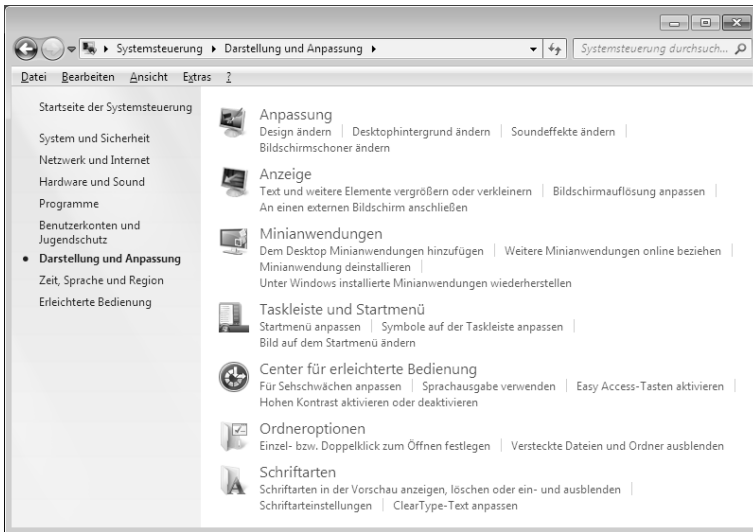 Systemsteuerung ▸ Darstellung und Anpassung ▸ Systemsteuerung durchsuch...
Datei Bearbeiten Ansicht Extras ?
Startseite der Systemsteuerung
System und Sicherheit
Netzwerk und Internet
Hardware und Sound
Programme
Benutzerkonten und
Jugendschutz
Darstellung und Anpassung
Zeit, Sprache und Region
Erleichterte Bedienung
Anpassung
Design ändern | Desktophintergrund ändern | Soundeffekte ändern |
Bildschirmschoner ändern
Anzeige
Text und weitere Elemente vergrößern oder verkleinern | Bildschirmauflösung anpassen |
An einen externen Bildschirm anschließen
Minianwendungen
Dem Desktop Minianwendungen hinzufügen | Weitere Minianwendungen online beziehen |
Minianwendung deinstallieren |
Unter Windows installierte Minianwendungen wiederherstellen
Taskleiste und Startmenü
Startmenü anpassen | Symbole auf der Taskleiste anpassen |
Bild auf dem Startmenü ändern
Center für erleichterte Bedienung
Für Sehschwächen anpassen | Sprachausgabe verwenden | Easy Access-Tasten aktivieren |
Hohen Kontrast aktivieren oder deaktivieren
Ordneroptionen
Einzel- bzw. Doppelklick zum Öffnen festlegen | Versteckte Dateien und Ordner ausblenden
Schriftarten
Schriftarten in der Vorschau anzeigen, löschen oder ein- und ausblenden |
Schriftarteinstellungen | ClearType-Text anpassen